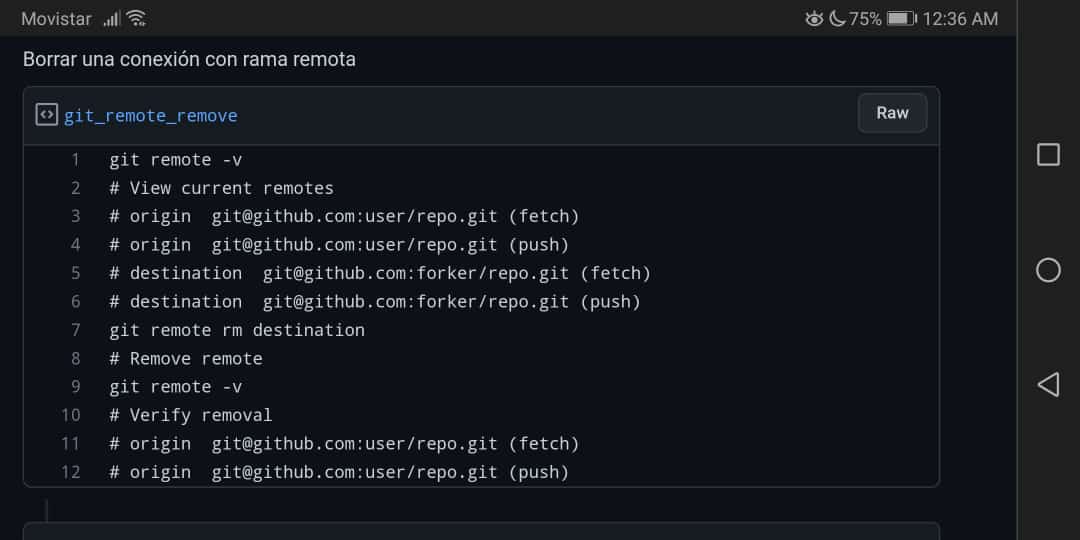 Movistar 75% 12:36 AM
Borrar una conexión con rama remota
git_remote_remove Raw
1 git remote -v
2 # View current remotes
3 # origin  git@github.com:user/repo.git (fetch)
4 # origin  git@github.com:user/repo.git (push)
5 # destination  git@github.com:forker/repo.git (fetch)
6 # destination  git@github.com:forker/repo.git (push)
7 git remote rm destination
8 # Remove remote
9 git remote -v
10 # Verify removal
11 # origin  git@github.com:user/repo.git (fetch)
12 # origin  git@github.com:user/repo.git (push)